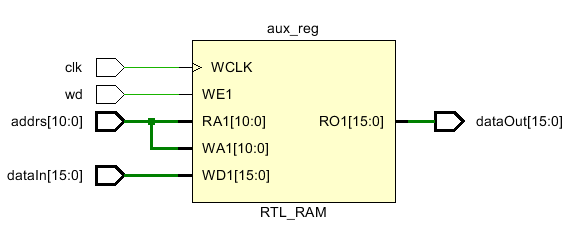 aux_reg
clk
WCLK
wd
WE1
addrs[10:0]
RA1[10:0]
RO1[15:0]
dataOut[15:0]
WA1[10:0]
dataIn[15:0]
WD1[15:0]
RTL_RAM